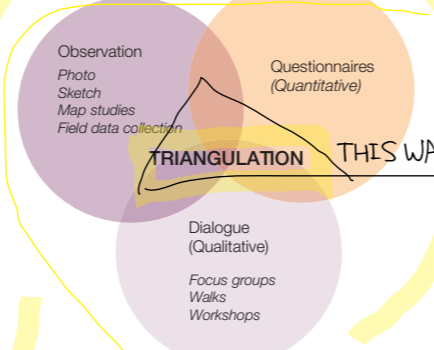 Observation
Photo
Sketch
Map studies
Field data collection
Questionnaires
(Quantitative)
TRIANGULATION
THIS WA
Dialogue
(Qualitative)
Focus groups
Walks
Workshops